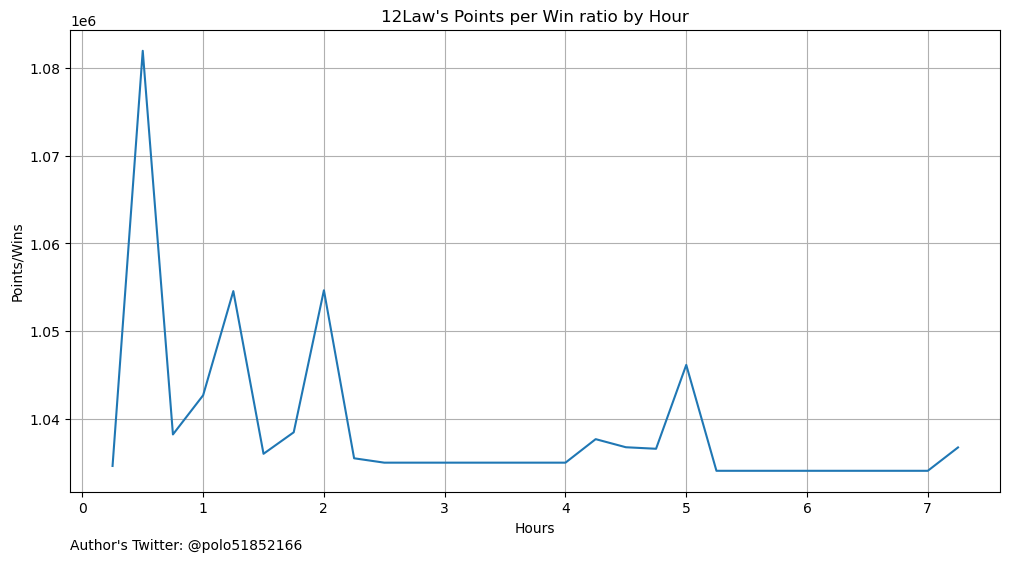 12Law's Points per Win ratio by Hour
1e6
1.08
1.07
1.06
1.05
1.04
Points/Wins
0 1 2 3 4 5 6 7
Hours
Author's Twitter: @polo51852166